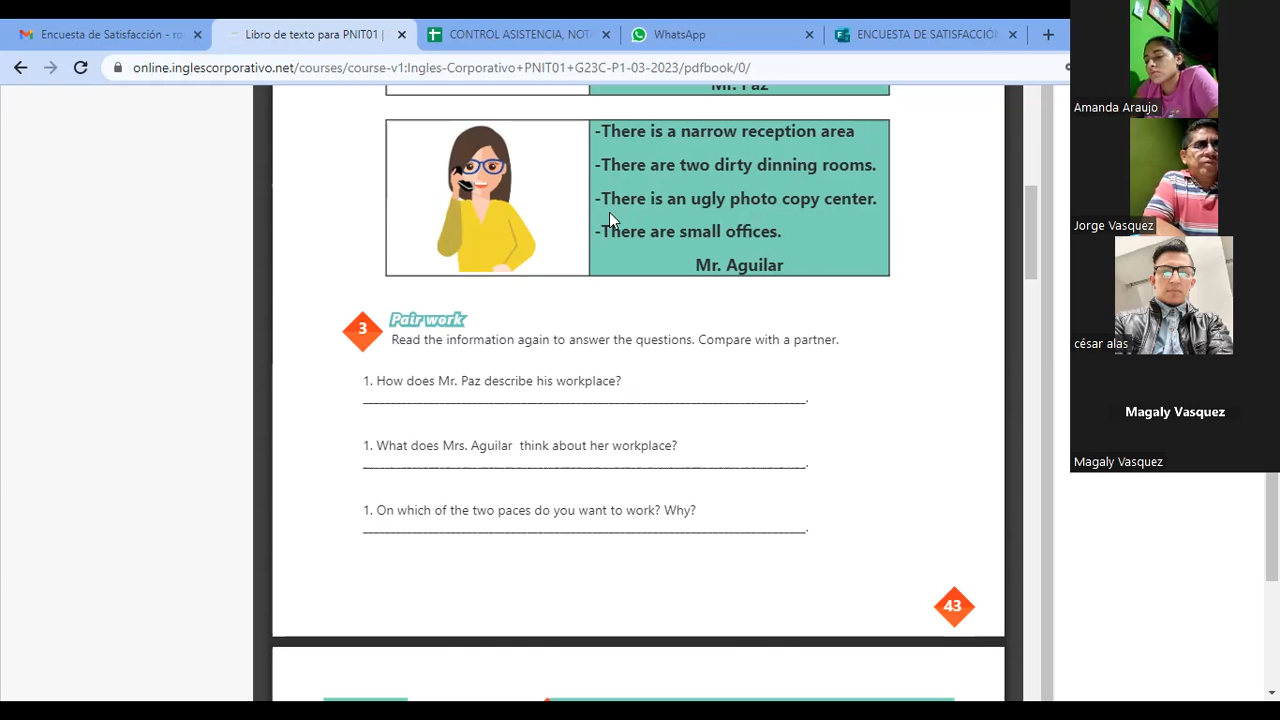 Encuesta de Satisfacción - ro
Libro de texto para PNIT01 |
CONTROL ASISTENCIA, NOTA
WhatsApp
ENCUESTA DE SATISFACCIÓN
online.inglescorporativo.net/courses/course-v1:Ingles-Corporativo+PNIT01+G23C-P1-03-2023/pdfbook/0/
Mr. Paz
-There is a narrow reception area
-There are two dirty dinning rooms.
-There is an ugly photo copy center.
-There are small offices.
Mr. Aguilar
3
Pair work
Read the information again to answer the questions. Compare with a partner.
1. How does Mr. Paz describe his workplace?
1. What does Mrs. Aguilar think about her workplace?
1. On which of the two paces do you want to work? Why?
43
Amanda Araujo
Jorge Vasquez
césar alas
Magaly Vasquez
Magaly Vasquez